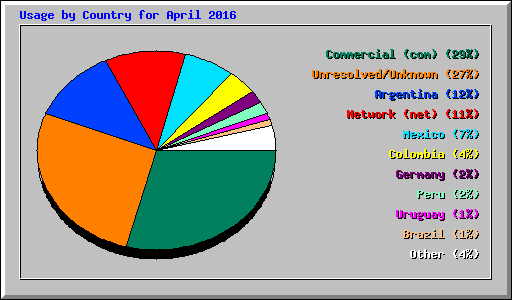 Usage by Country for April 2016
Commercial (com) (29%)
Unresolved/Unknown (27%)
Argentina (12%)
Network (net) (11%)
Mexico (7%)
Colombia (4%)
Germany (2%)
Peru (2%)
Uruguay (1%)
Brazil (1%)
Other (4%)